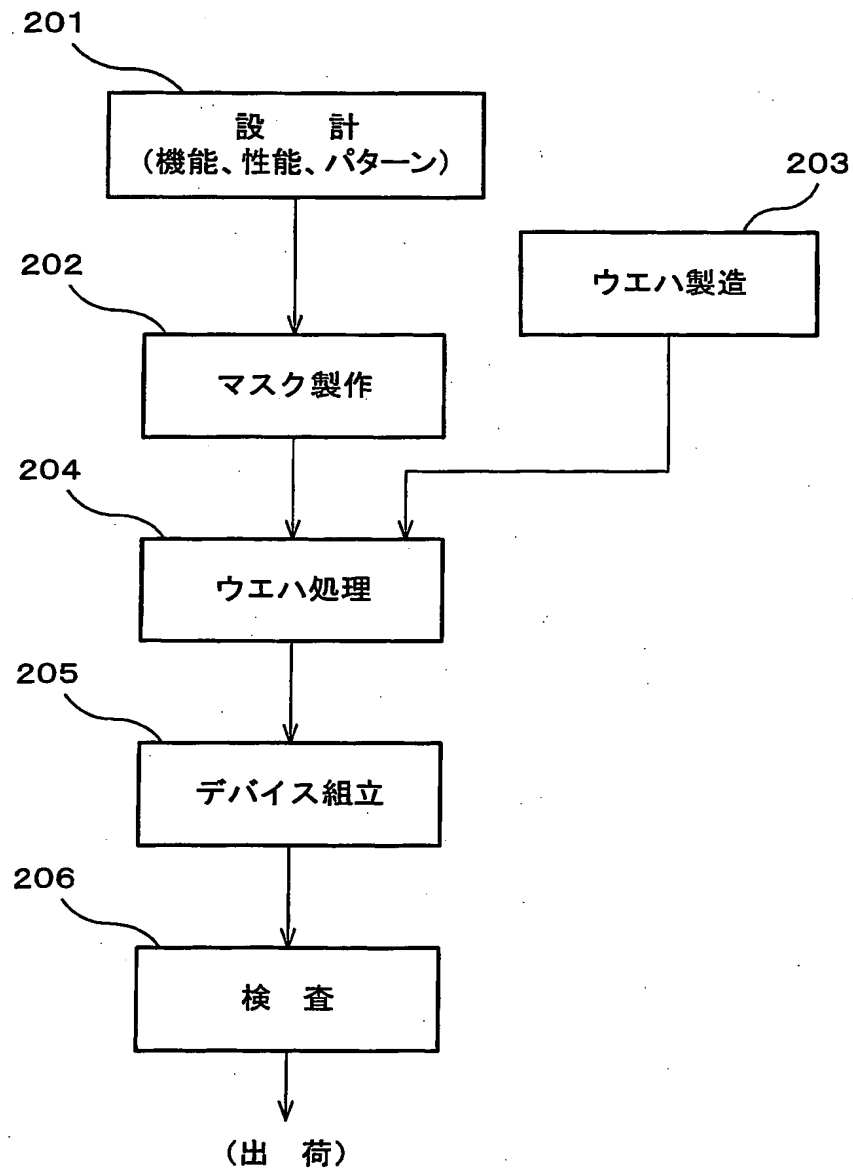 201
設 計
(機能、性能、パターン)
203
ウエハ製造
202
マスク製作
204
ウエハ処理
205
デバイス組立
206
検 査
(出 荷)